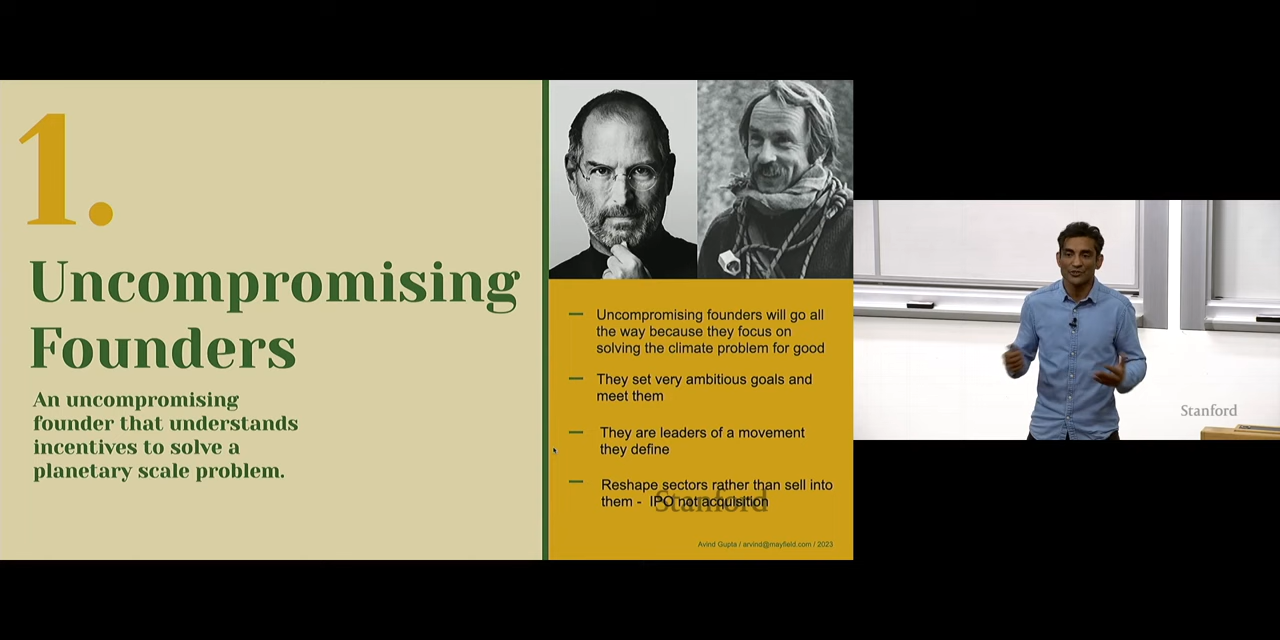 1.
Uncompromising
Founders
An uncompromising
founder that understands
incentives to solve a
planetary scale problem.
Uncompromising founders will go all
the way because they focus on
solving the climate problem for good
They set very ambitious goals and
meet them
They are leaders of a movement
they define
Reshape sectors rather than sell into
them - IPO not acquisition
Stanford
Avind Gupta / arvind@mayfield.com / 2023
Stanford